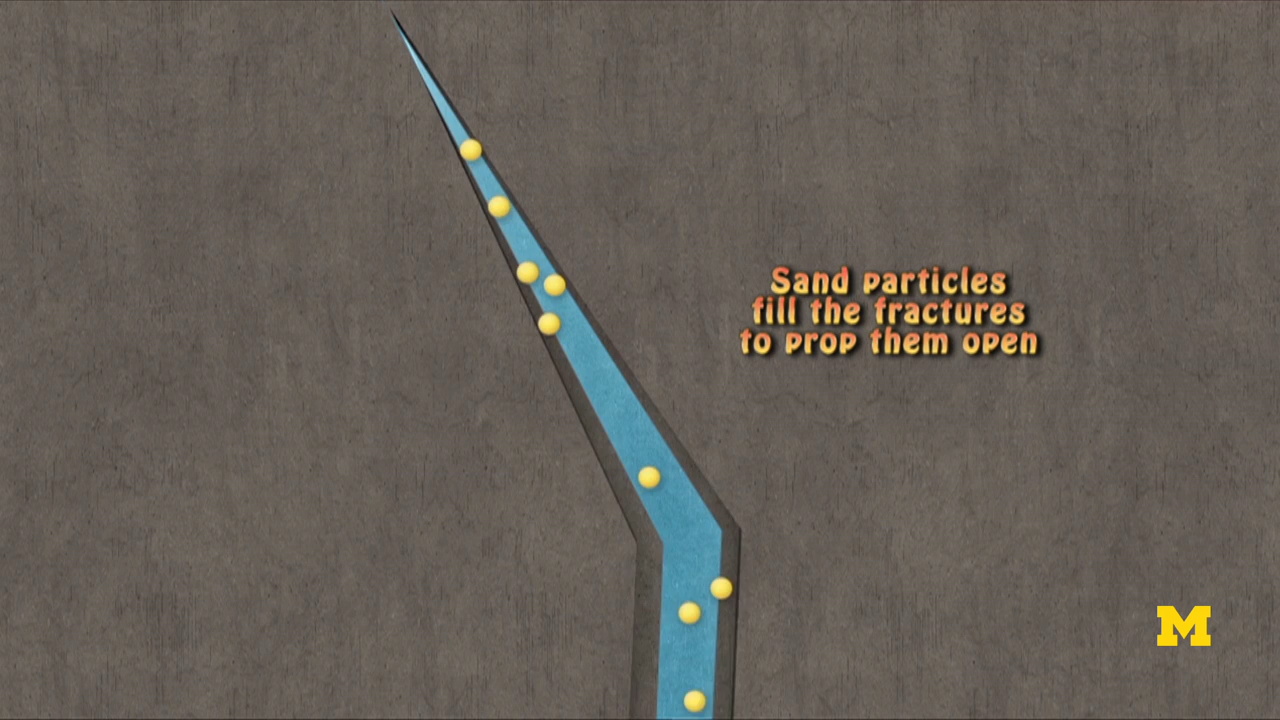 Sand particles
fill the fractures
to prop them open
M